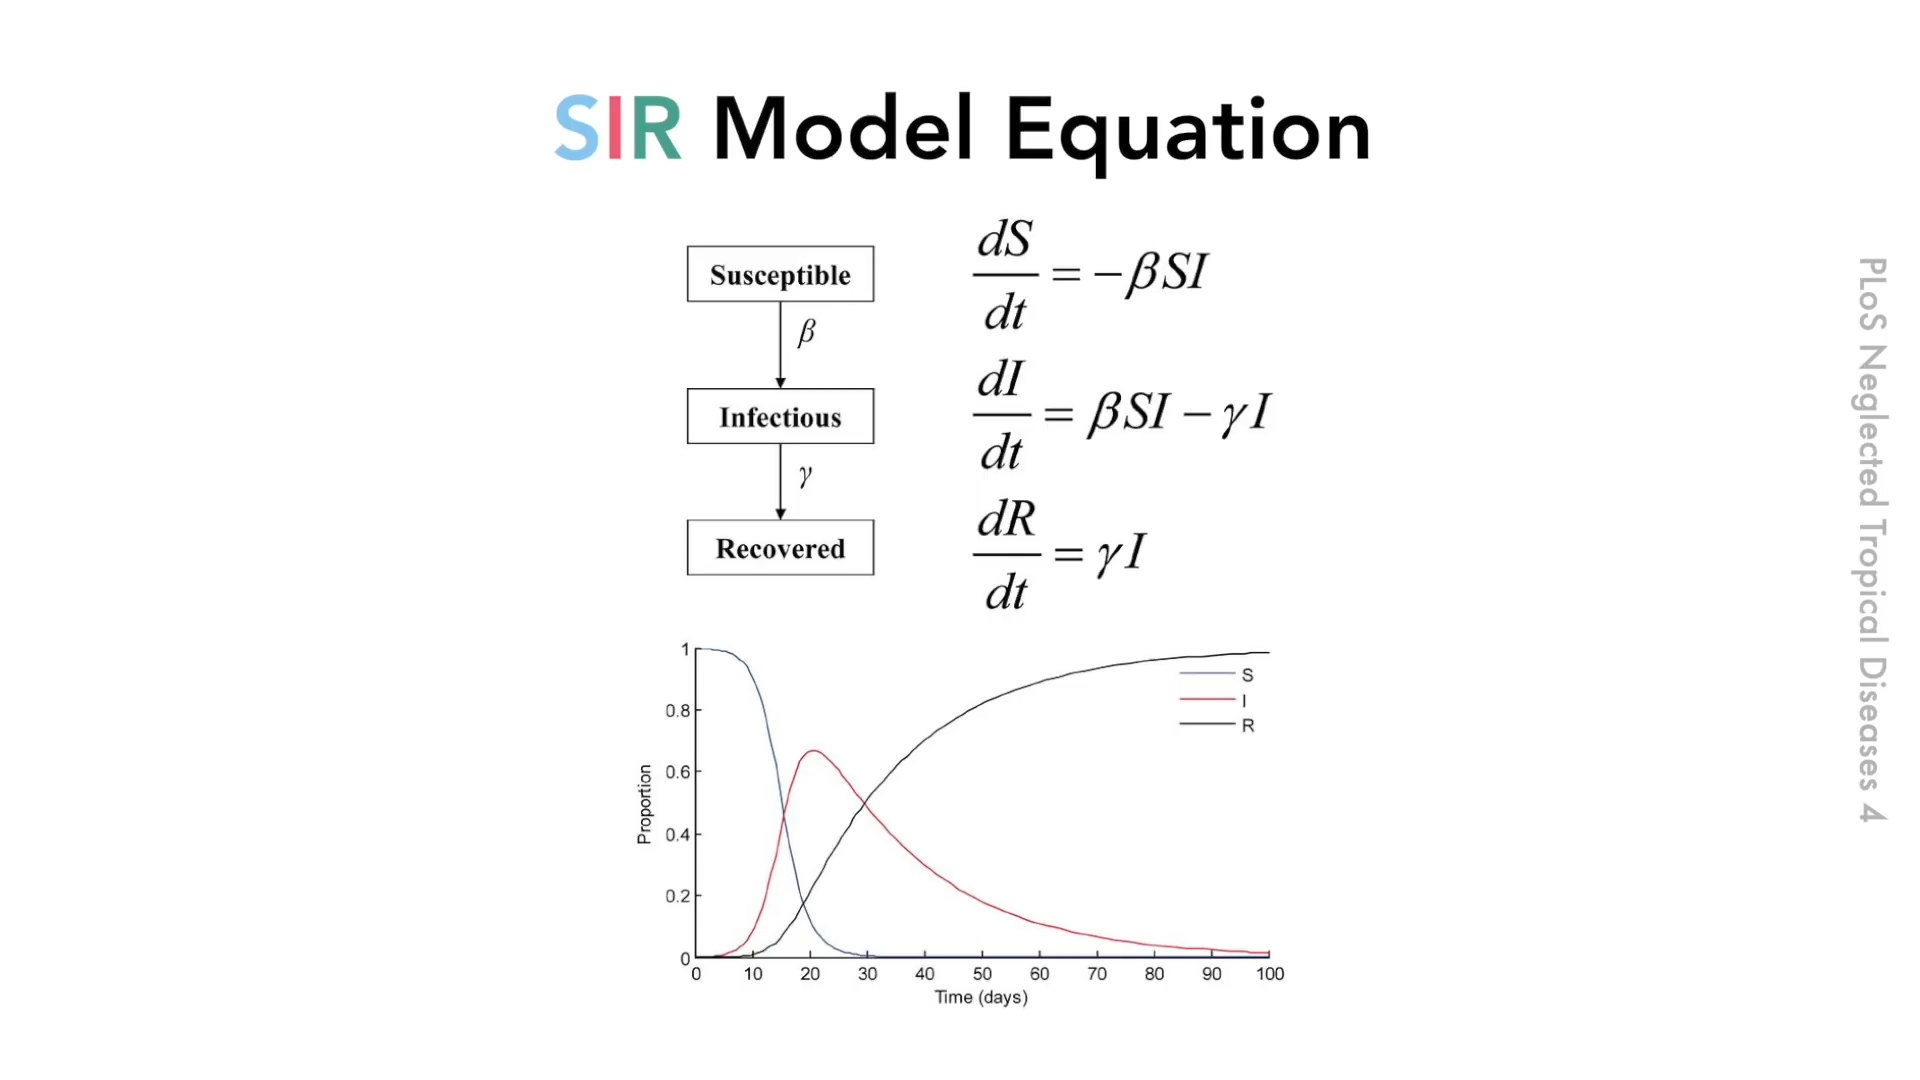 SIR Model Equation
Susceptible
β
Infectious
γ
Recovered
dS/dt = −βSI
dI/dt = βSI − γI
dR/dt = γI
1
0.8
0.6
0.4
0.2
0
Proportion
S
I
R
0 10 20 30 40 50 60 70 80 90 100
Time (days)
PLoS Neglected Tropical Diseases 4